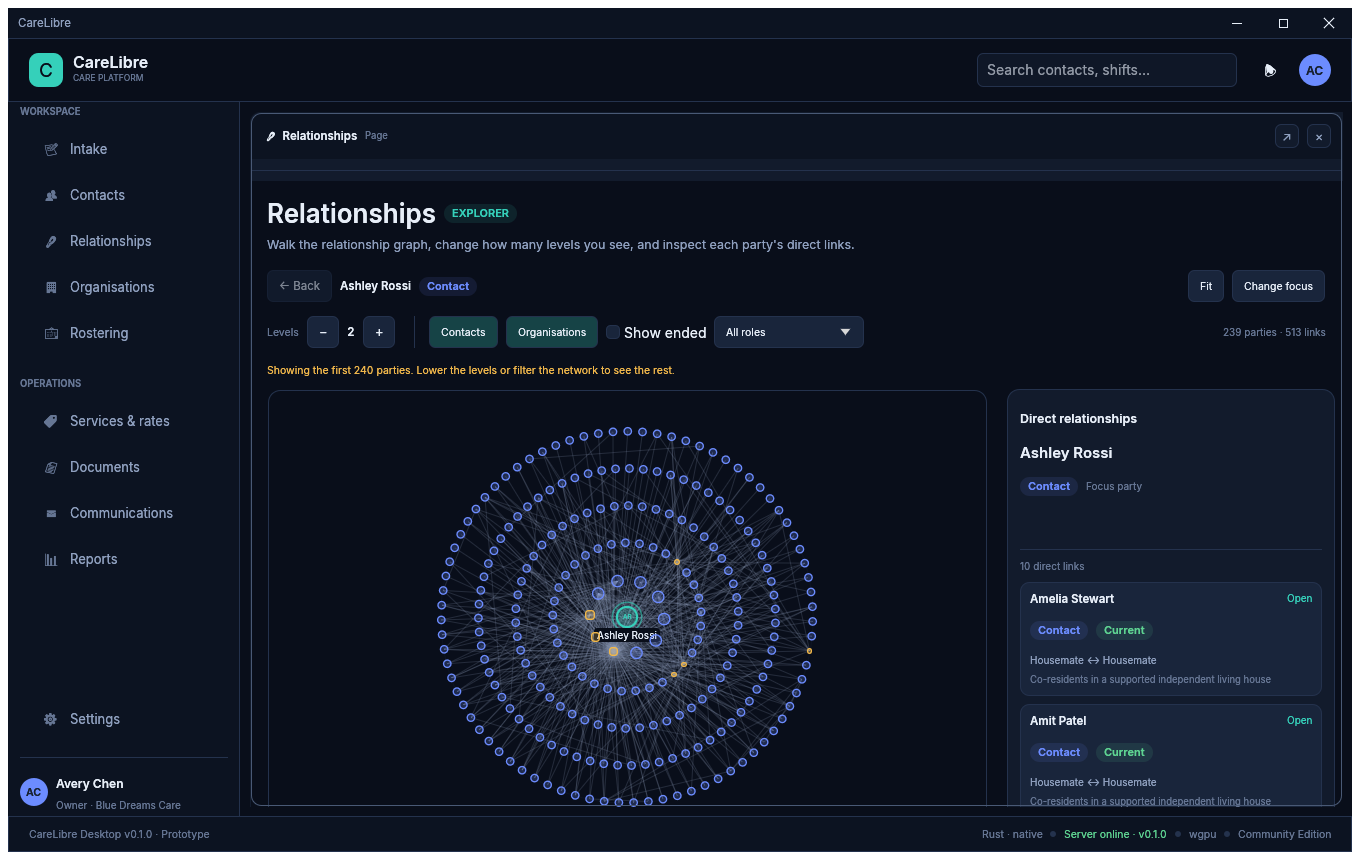 CareLibre
C
CareLibre
CARE PLATFORM
Search contacts, shifts...
AC
WORKSPACE
Intake
Contacts
Relationships
Organisations
Rostering
OPERATIONS
Services & rates
Documents
Communications
Reports
Settings
AC
Avery Chen
Owner · Blue Dreams Care
Relationships Page
Relationships EXPLORER
Walk the relationship graph, change how many levels you see, and inspect each party's direct links.
← Back Ashley Rossi Contact
Fit Change focus
Levels − 2 + Contacts Organisations Show ended All roles
239 parties · 513 links
Showing the first 240 parties. Lower the levels or filter the network to see the rest.
AR
Ashley Rossi
Direct relationships
Ashley Rossi
Contact Focus party
10 direct links
Amelia Stewart Open
Contact Current
Housemate ↔ Housemate
Co-residents in a supported independent living house
Amit Patel Open
Contact Current
Housemate ↔ Housemate
Co-residents in a supported independent living house
CareLibre Desktop v0.1.0 · Prototype
Rust · native Server online · v0.1.0 wgpu Community Edition